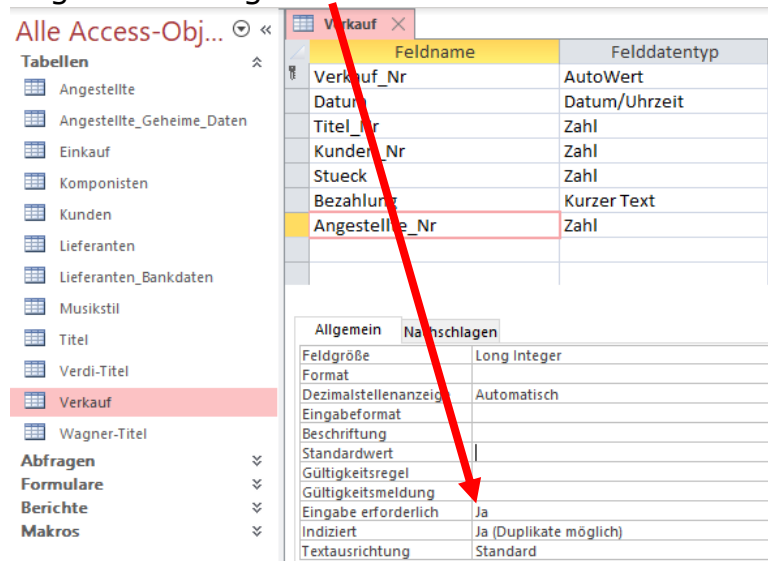 Alle Access-Obj...
Tabellen
Angestellte
Angestellte_Geheime_Daten
Einkauf
Komponisten
Kunden
Lieferanten
Lieferanten_Bankdaten
Musikstil
Titel
Verdi-Titel
Verkauf
Wagner-Titel
Abfragen
Formulare
Berichte
Makros
Verkauf
Feldname Felddatentyp
Verkauf_Nr AutoWert
Datum Datum/Uhrzeit
Titel_Nr Zahl
Kunden_Nr Zahl
Stueck Zahl
Bezahlung Kurzer Text
Angestellte_Nr Zahl
Allgemein Nachschlagen
Feldgröße Long Integer
Format
Dezimalstellenanzeige Automatisch
Eingabeformat
Beschriftung
Standardwert
Gültigkeitsregel
Gültigkeitsmeldung
Eingabe erforderlich Ja
Indiziert Ja (Duplikate möglich)
Textausrichtung Standard